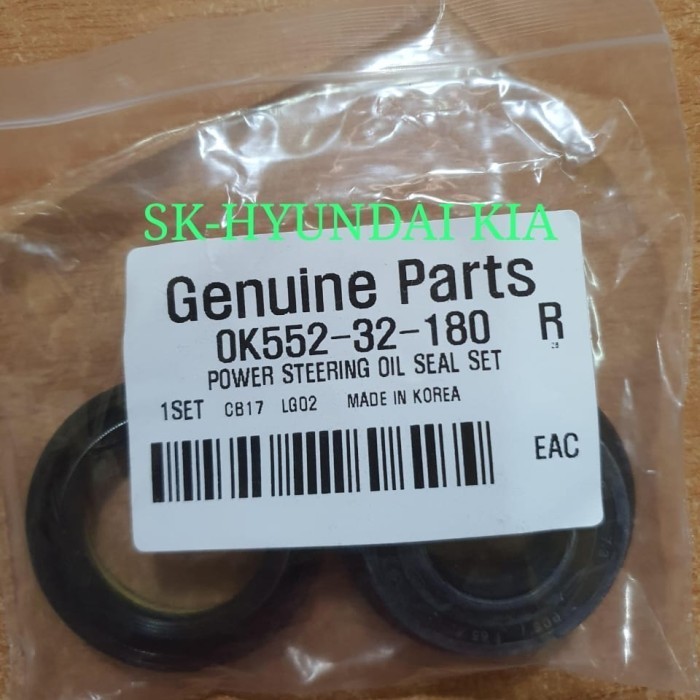 SK-HYUNDAI KIA
Genuine Parts
0K552-32-180 R
POWER STEERING OIL SEAL SET
1SET CB17 LG02 MADE IN KOREA
EAC